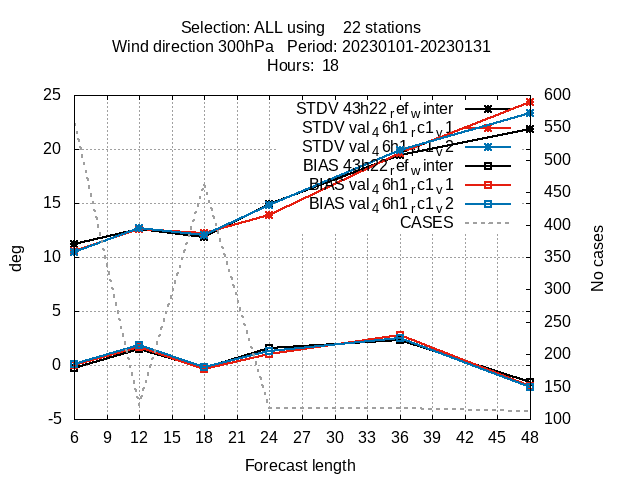 Selection: ALL using    22 stations
Wind direction 300hPa   Period: 20230101-20230131
Hours:  18
STDV 43h22_ref_winter
STDV val_46h1_rc1_v1
STDV val_46h1_rc1_v2
BIAS 43h22_ref_winter
BIAS val_46h1_rc1_v1
BIAS val_46h1_rc1_v2
CASES
25
20
15
10
5
0
-5
deg
600
550
500
450
400
350
300
250
200
150
100
No cases
6 9 12 15 18 21 24 27 30 33 36 39 42 45 48
Forecast length